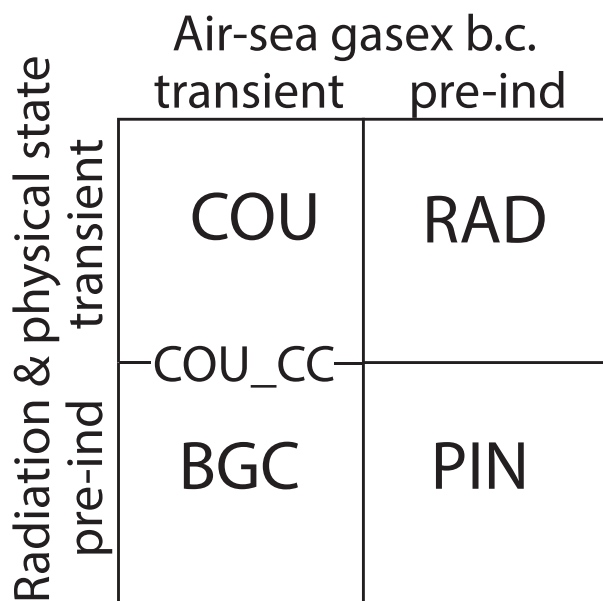 Air-sea gasex b.c.
transient pre-ind
Radiation & physical state
transient
COU RAD
COU_CC
pre-ind
BGC PIN